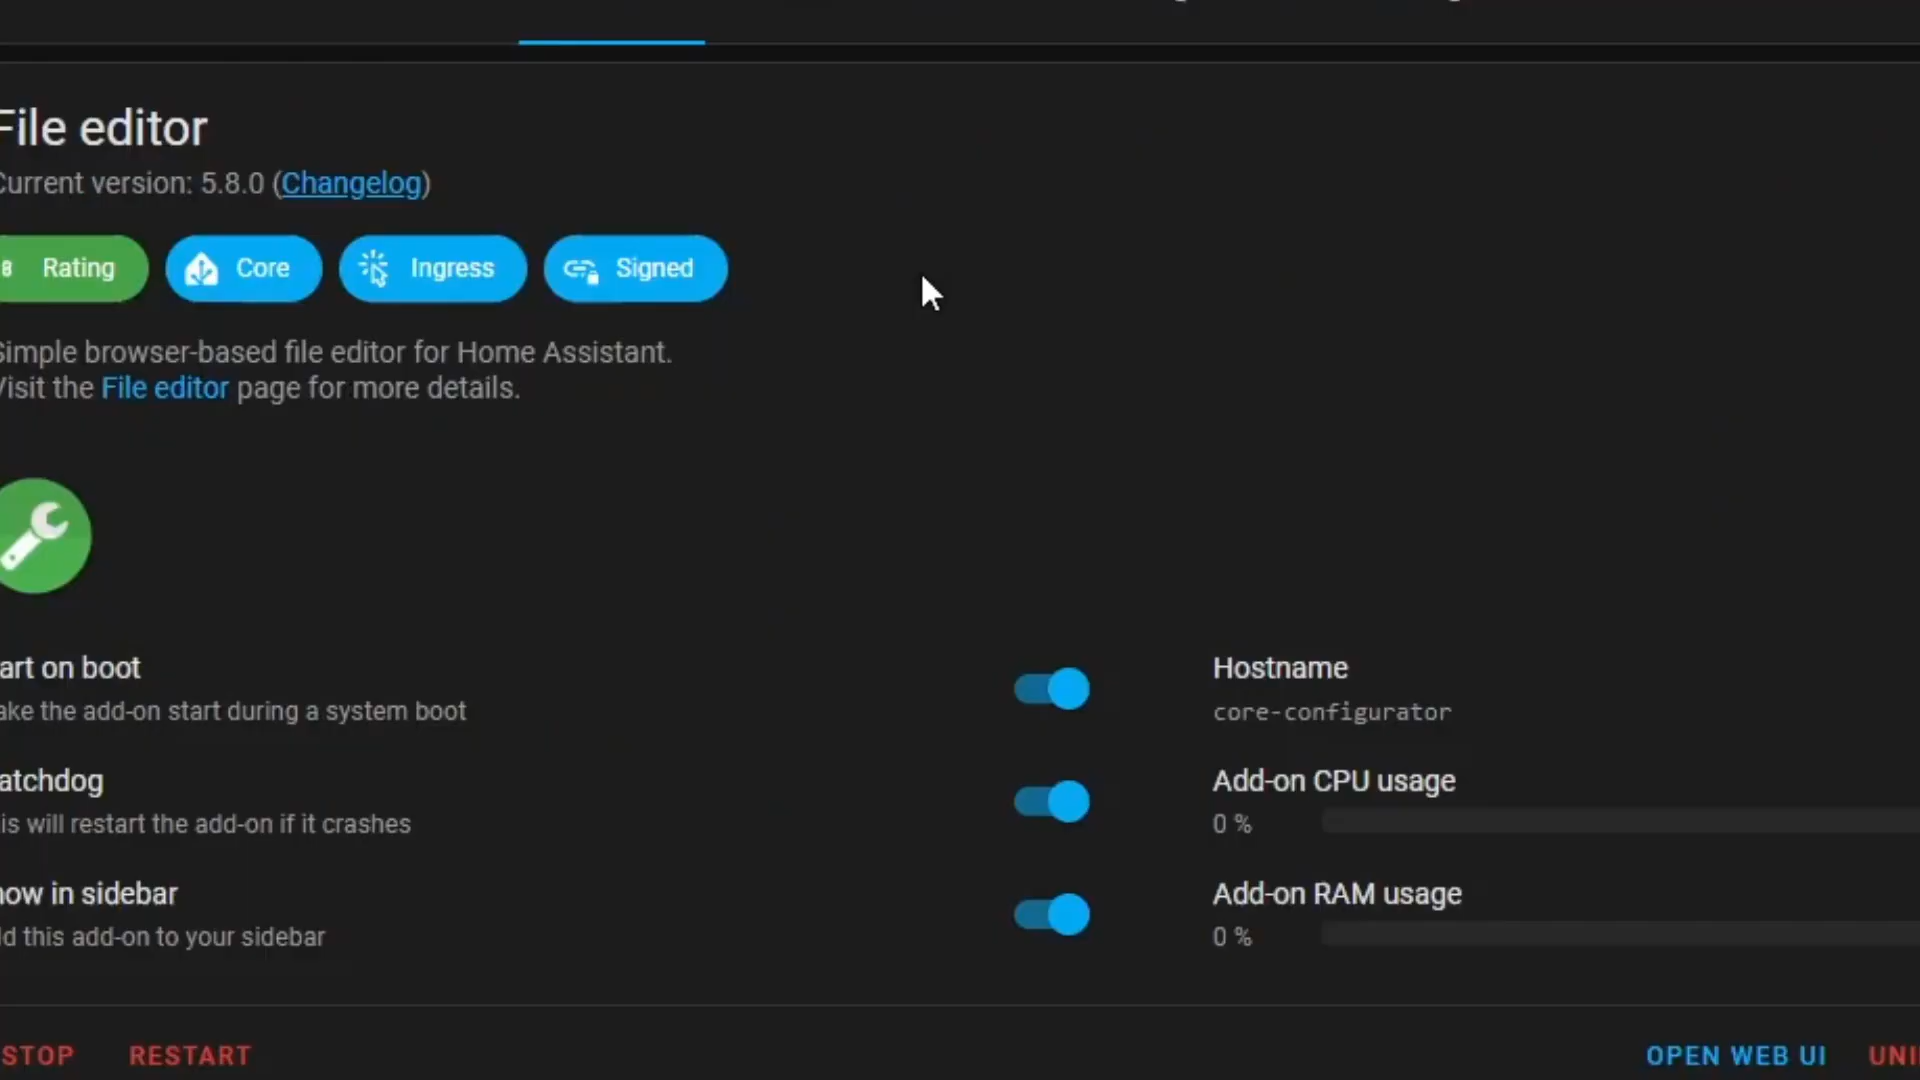 File editor
Current version: 5.8.0 (Changelog)
8 Rating Core Ingress Signed
Simple browser-based file editor for Home Assistant.
Visit the File editor page for more details.
art on boot
ake the add-on start during a system boot
Hostname
core-configurator
atchdog
is will restart the add-on if it crashes
Add-on CPU usage
0 %
how in sidebar
d this add-on to your sidebar
Add-on RAM usage
0 %
STOP RESTART OPEN WEB UI UNI